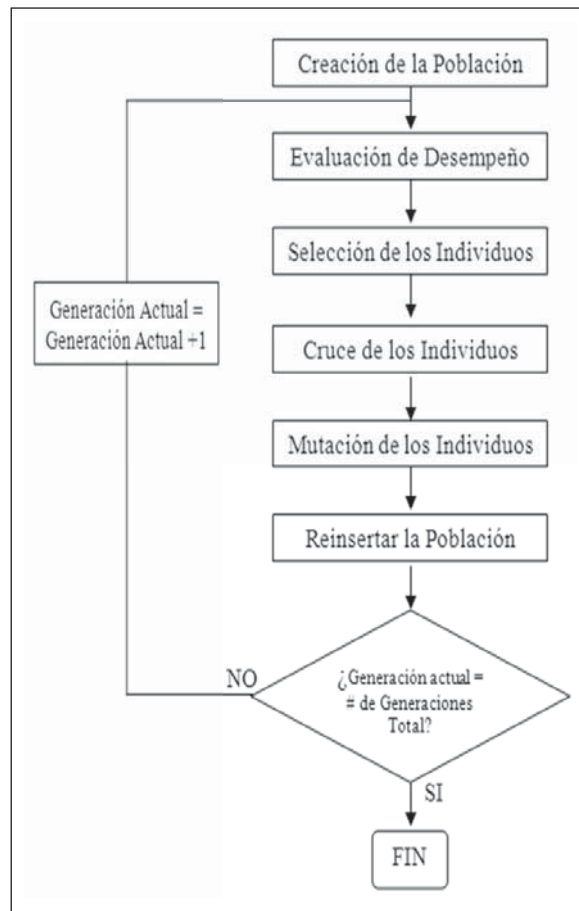 Creación de la Población
Evaluación de Desempeño
Selección de los Individuos
Generación Actual =
Generación Actual +1
Cruce de los Individuos
Mutación de los Individuos
Reinsertar la Población
NO
¿Generación actual =
# de Generaciones
Total?
SI
FIN